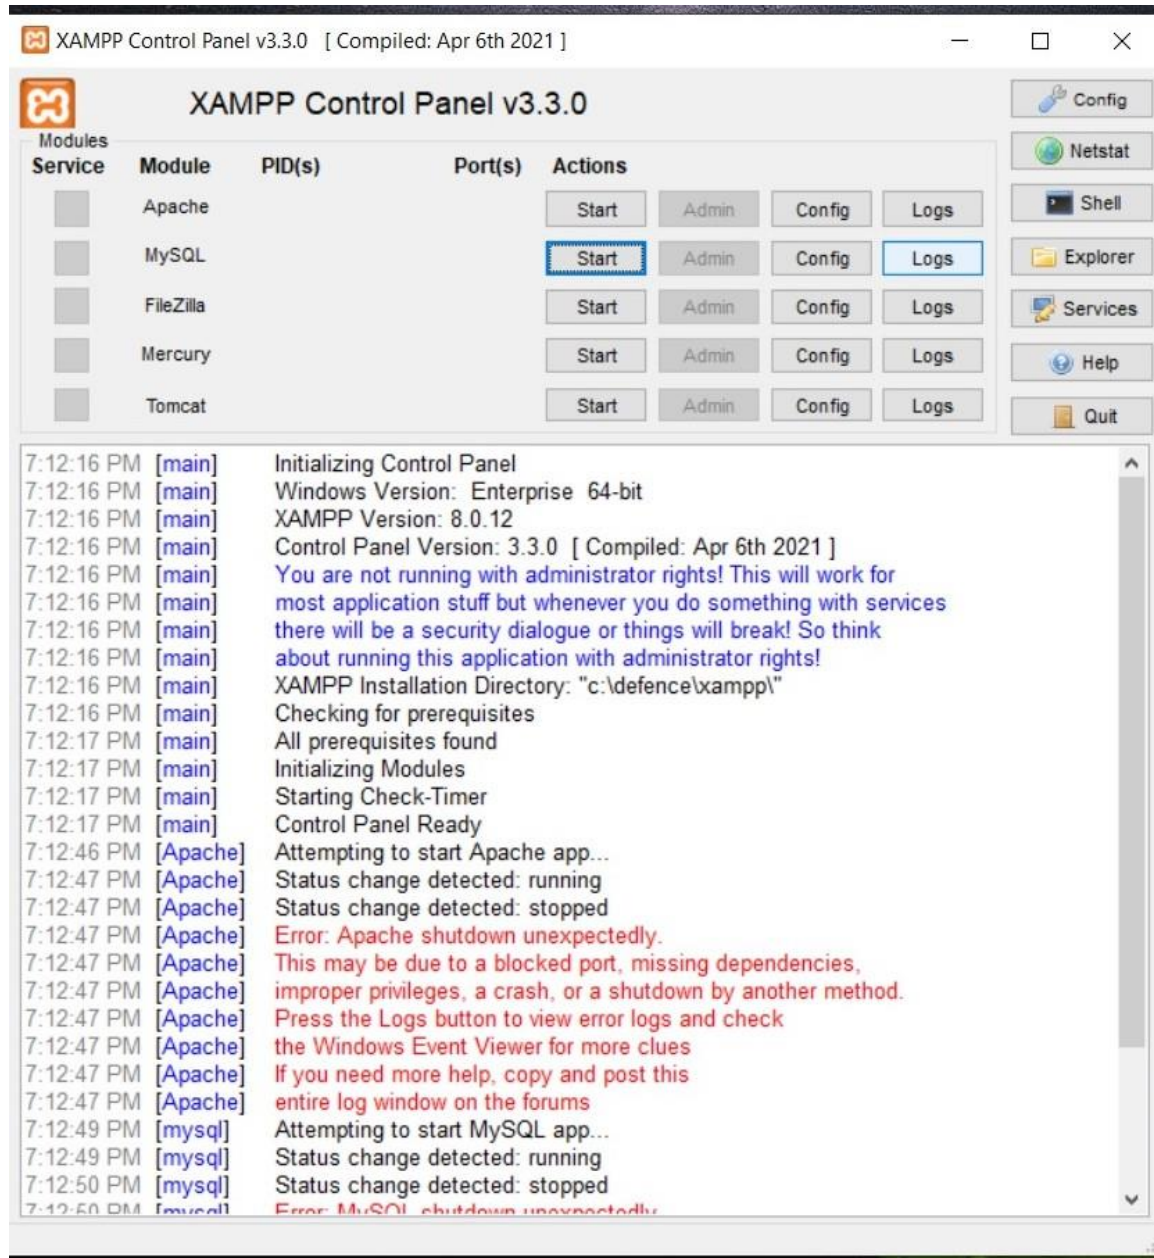 XAMPP Control Panel v3.3.0 [ Compiled: Apr 6th 2021 ]
XAMPP Control Panel v3.3.0
Config
Modules
Service Module PID(s) Port(s) Actions
Netstat
Apache Start Admin Config Logs
Shell
MySQL Start Admin Config Logs
Explorer
FileZilla Start Admin Config Logs
Services
Mercury Start Admin Config Logs
Help
Tomcat Start Admin Config Logs
Quit
7:12:16 PM [main] Initializing Control Panel
7:12:16 PM [main] Windows Version: Enterprise 64-bit
7:12:16 PM [main] XAMPP Version: 8.0.12
7:12:16 PM [main] Control Panel Version: 3.3.0 [ Compiled: Apr 6th 2021 ]
7:12:16 PM [main] You are not running with administrator rights! This will work for
7:12:16 PM [main] most application stuff but whenever you do something with services
7:12:16 PM [main] there will be a security dialogue or things will break! So think
7:12:16 PM [main] about running this application with administrator rights!
7:12:16 PM [main] XAMPP Installation Directory: "c:\defence\xampp\"
7:12:16 PM [main] Checking for prerequisites
7:12:17 PM [main] All prerequisites found
7:12:17 PM [main] Initializing Modules
7:12:17 PM [main] Starting Check-Timer
7:12:17 PM [main] Control Panel Ready
7:12:46 PM [Apache] Attempting to start Apache app...
7:12:47 PM [Apache] Status change detected: running
7:12:47 PM [Apache] Status change detected: stopped
7:12:47 PM [Apache] Error: Apache shutdown unexpectedly.
7:12:47 PM [Apache] This may be due to a blocked port, missing dependencies,
7:12:47 PM [Apache] improper privileges, a crash, or a shutdown by another method.
7:12:47 PM [Apache] Press the Logs button to view error logs and check
7:12:47 PM [Apache] the Windows Event Viewer for more clues
7:12:47 PM [Apache] If you need more help, copy and post this
7:12:47 PM [Apache] entire log window on the forums
7:12:49 PM [mysql] Attempting to start MySQL app...
7:12:49 PM [mysql] Status change detected: running
7:12:50 PM [mysql] Status change detected: stopped
7:12:50 PM [mysql] Error: MySQL shutdown unexpectedly.